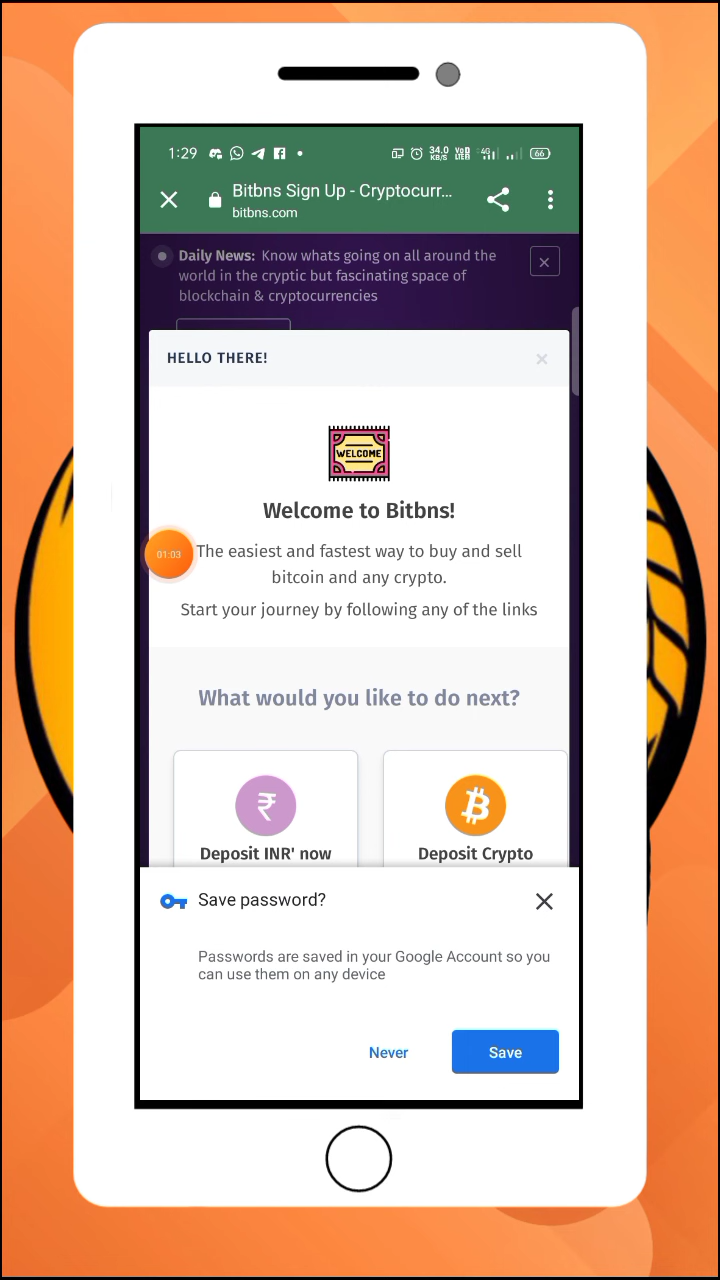 1:29
34.0
KB/S
VoD
LTE
4G
66
Bitbns Sign Up - Cryptocurr...
bitbns.com
Daily News: Know whats going on all around the
world in the cryptic but fascinating space of
blockchain & cryptocurrencies
HELLO THERE!
WELCOME
Welcome to Bitbns!
01:03
The easiest and fastest way to buy and sell
bitcoin and any crypto.
Start your journey by following any of the links
What would you like to do next?
₹
Deposit INR' now
Deposit Crypto
Save password?
Passwords are saved in your Google Account so you
can use them on any device
Never
Save